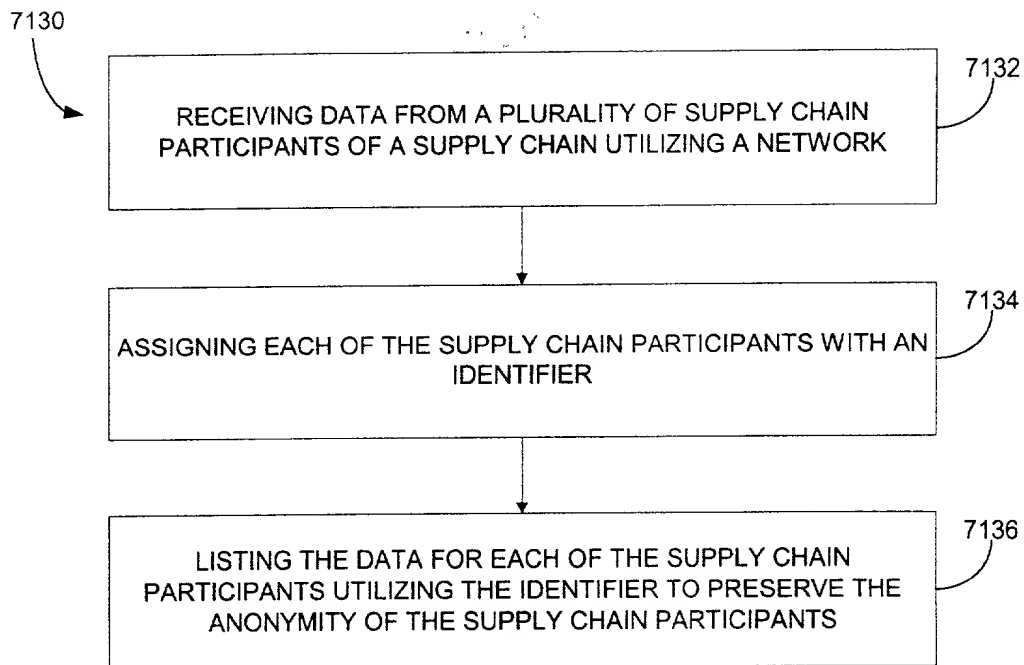 7130
7132
RECEIVING DATA FROM A PLURALITY OF SUPPLY CHAIN
PARTICIPANTS OF A SUPPLY CHAIN UTILIZING A NETWORK
7134
ASSIGNING EACH OF THE SUPPLY CHAIN PARTICIPANTS WITH AN
IDENTIFIER
7136
LISTING THE DATA FOR EACH OF THE SUPPLY CHAIN
PARTICIPANTS UTILIZING THE IDENTIFIER TO PRESERVE THE
ANONYMITY OF THE SUPPLY CHAIN PARTICIPANTS